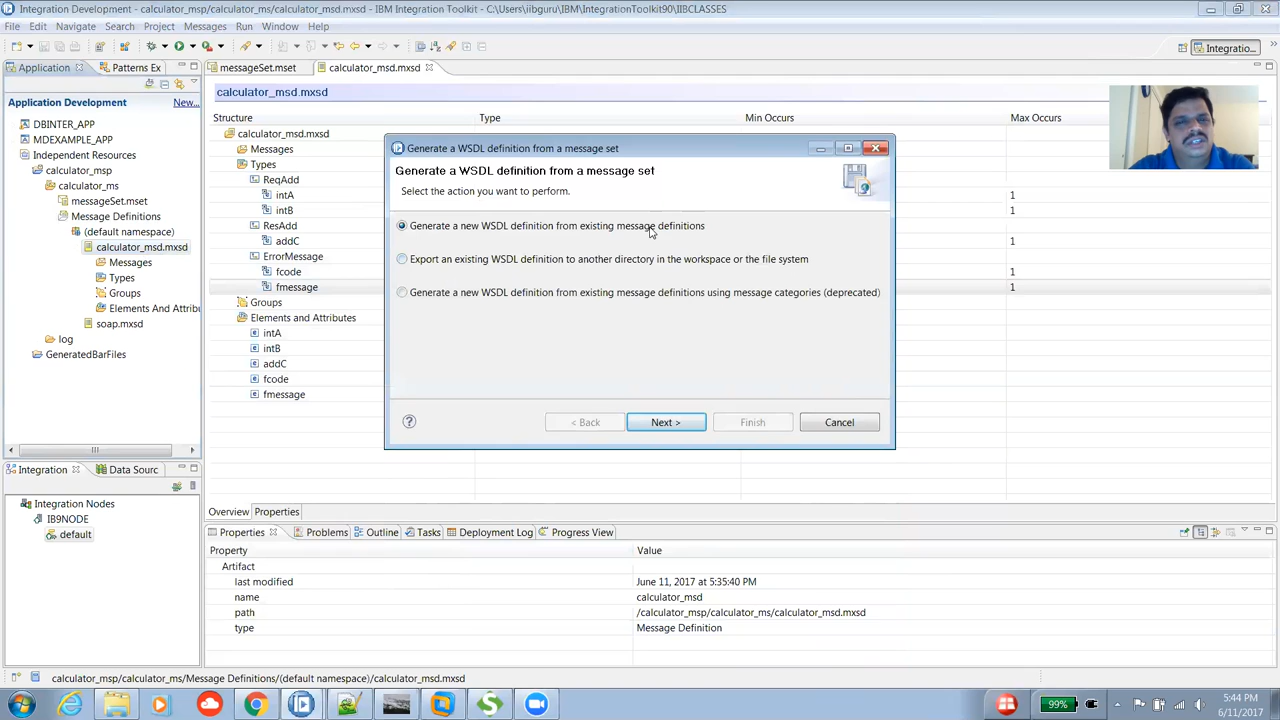 Integration Development - calculator_msp/calculator_ms/calculator_msd.mxsd - IBM Integration Toolkit - C:\Users\iibguru\IBM\IntegrationToolkit90\IIBCLASSES
File Edit Navigate Search Project Messages Run Window Help
Integratio...
Application Patterns Ex
messageSet.mset calculator_msd.mxsd
Application Development New...
DBINTER_APP
MDEXAMPLE_APP
Independent Resources
calculator_msp
calculator_ms
messageSet.mset
Message Definitions
(default namespace)
calculator_msd.mxsd
Messages
Types
Groups
Elements And Attribu
soap.mxsd
log
GeneratedBarFiles
calculator_msd.mxsd
Structure Type Min Occurs Max Occurs
calculator_msd.mxsd
Messages
Types
ReqAdd
intA 1
intB 1
ResAdd
addC 1
ErrorMessage
fcode 1
fmessage 1
Groups
Elements and Attributes
intA
intB
addC
fcode
fmessage
Generate a WSDL definition from a message set
Generate a WSDL definition from a message set
Select the action you want to perform.
Generate a new WSDL definition from existing message definitions
Export an existing WSDL definition to another directory in the workspace or the file system
Generate a new WSDL definition from existing message definitions using message categories (deprecated)
< Back Next > Finish Cancel
Overview Properties
Integration Data Sourc
Integration Nodes
IB9NODE
default
Properties Problems Outline Tasks Deployment Log Progress View
Property Value
Artifact
last modified June 11, 2017 at 5:35:40 PM
name calculator_msd
path /calculator_msp/calculator_ms/calculator_msd.mxsd
type Message Definition
calculator_msp/calculator_ms/Message Definitions/(default namespace)/calculator_msd.mxsd
99%
5:44 PM
6/11/2017